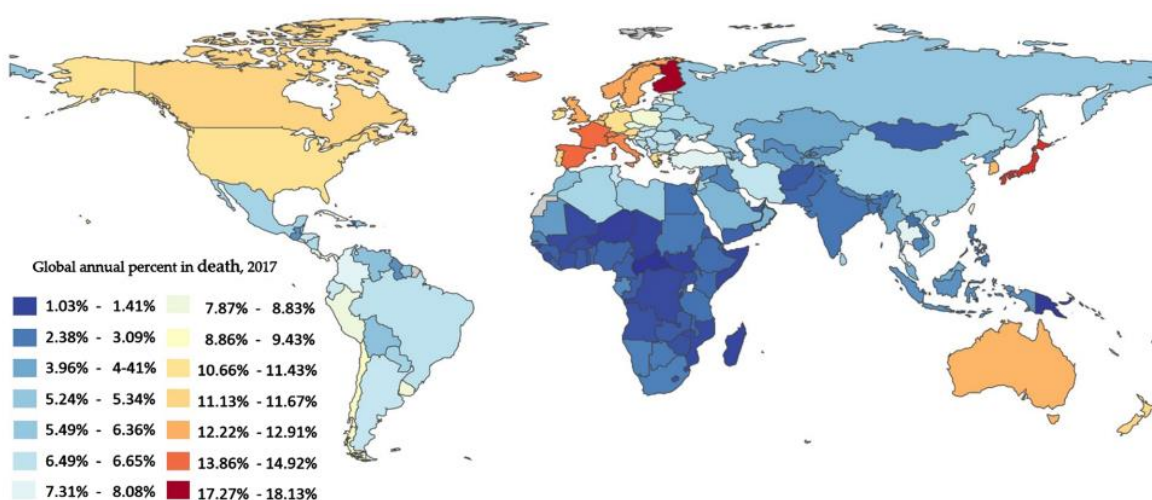 Global annual percent in death, 2017
1.03% - 1.41%
2.38% - 3.09%
3.96% - 4-41%
5.24% - 5.34%
5.49% - 6.36%
6.49% - 6.65%
7.31% - 8.08%
7.87% - 8.83%
8.86% - 9.43%
10.66% - 11.43%
11.13% - 11.67%
12.22% - 12.91%
13.86% - 14.92%
17.27% - 18.13%